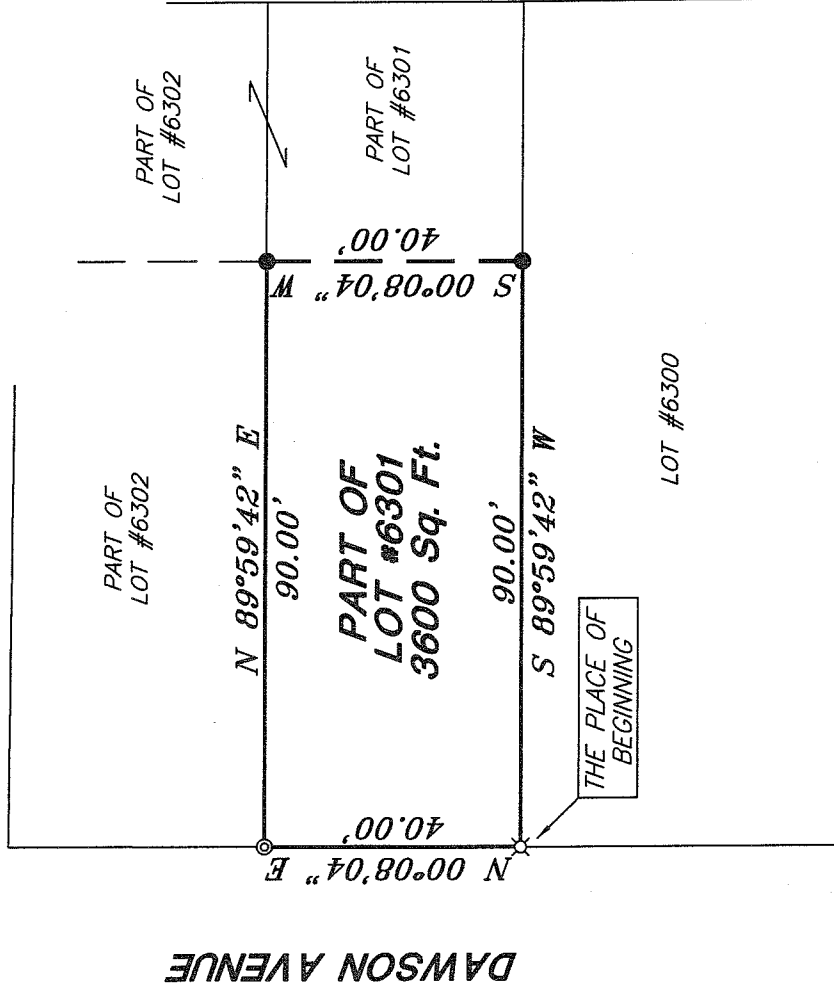 PART OF
LOT #6302
PART OF
LOT #6301
PART OF
LOT #6302
N 89°59'42" E
90.00'
S 00°08'04" W
40.00'
PART OF
LOT #6301
3600 Sq. Ft.
90.00'
S 89°59'42" W
N 00°08'04" E
40.00'
LOT #6300
THE PLACE OF
BEGINNING
DAWSON AVENUE